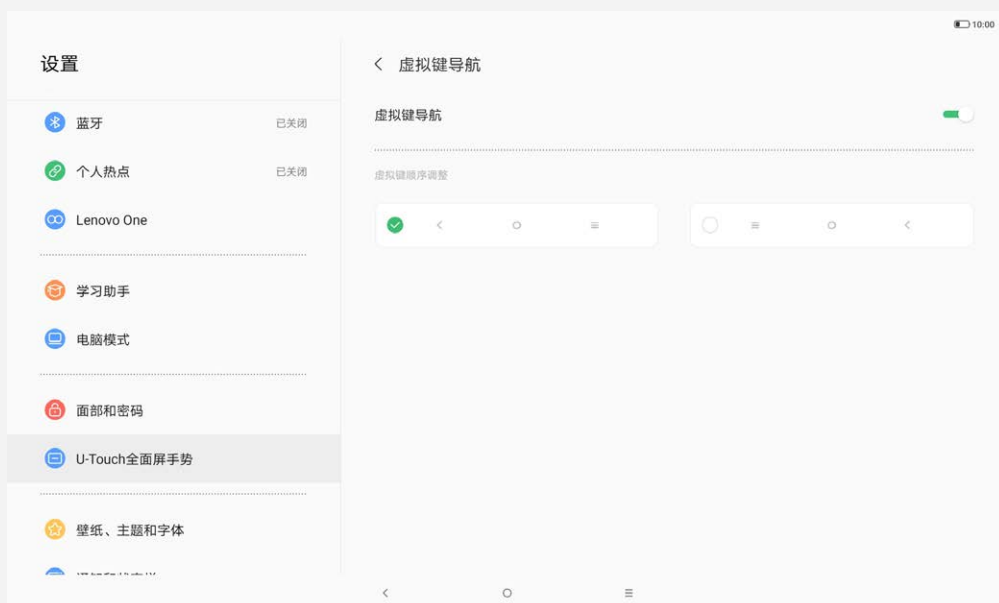 10:00
设置
蓝牙
已关闭
个人热点
已关闭
Lenovo One
学习助手
电脑模式
面部和密码
U-Touch全面屏手势
壁纸、主题和字体
虚拟键导航
虚拟键导航
虚拟键顺序调整